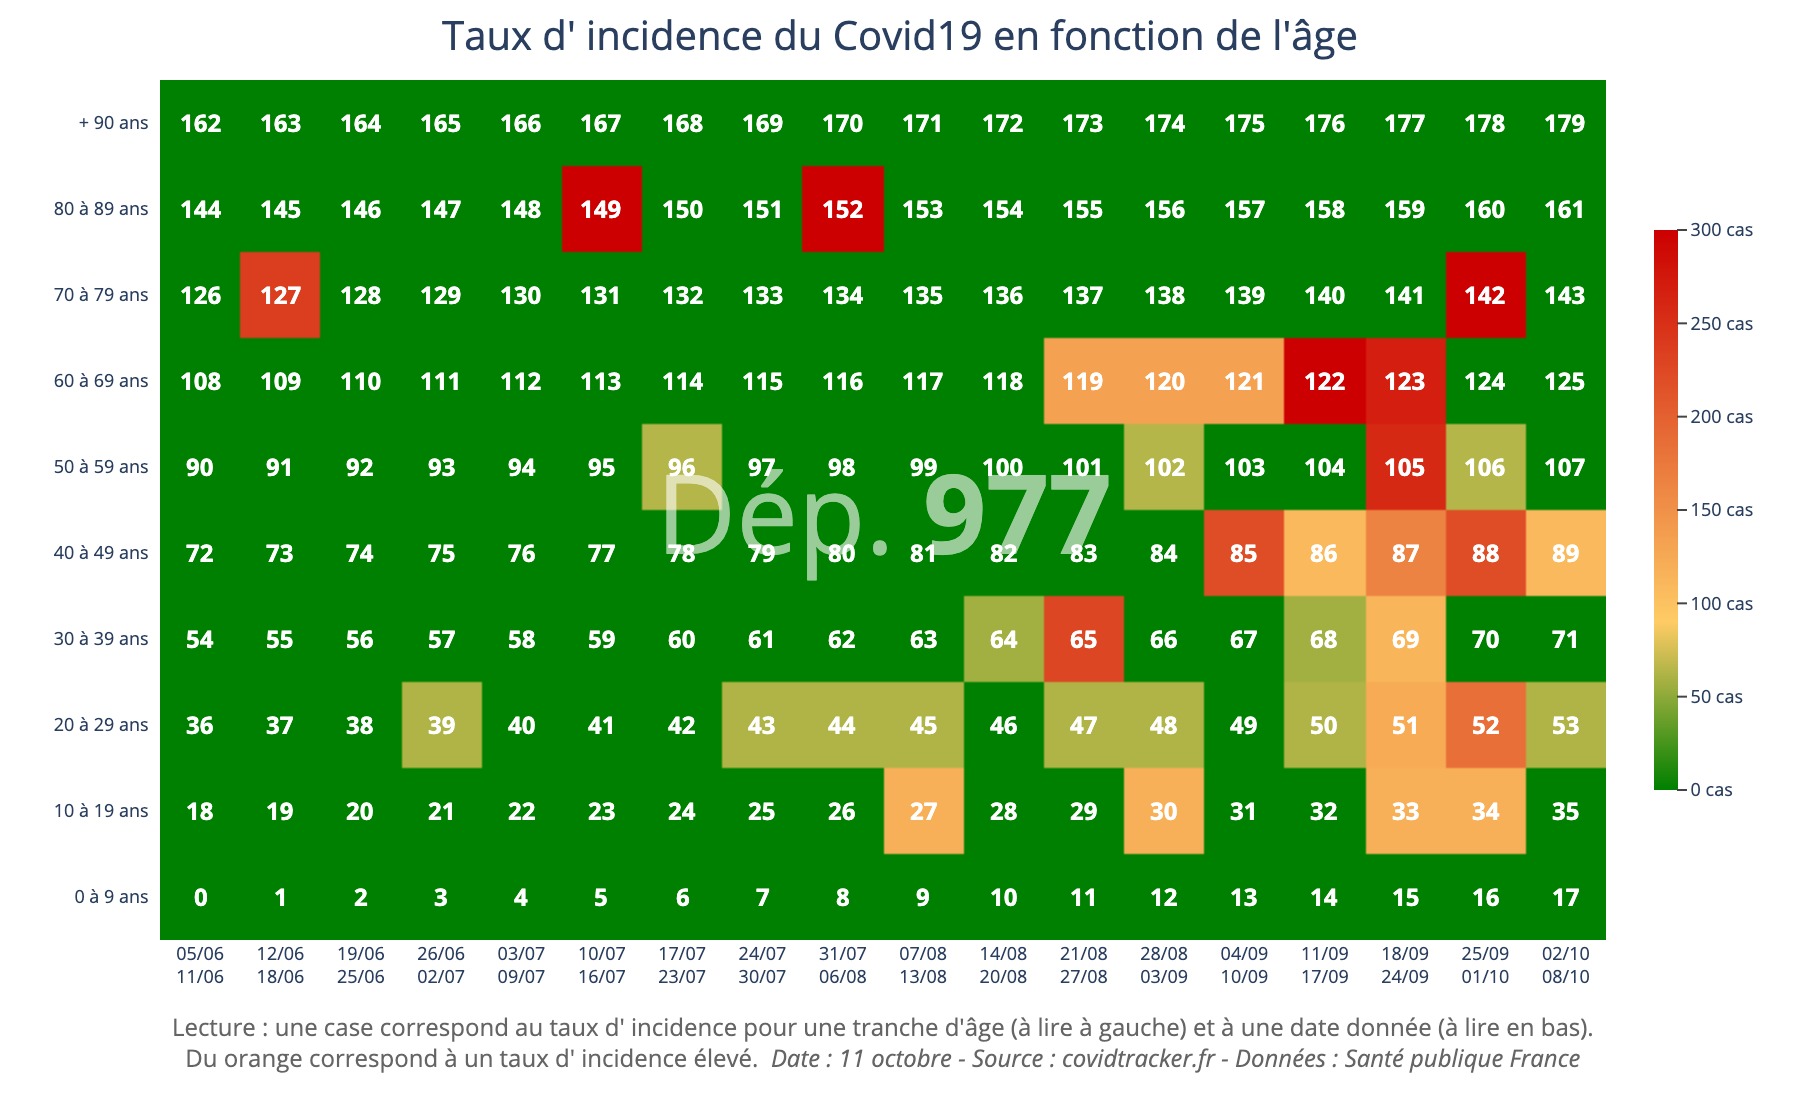 Taux d' incidence du Covid19 en fonction de l'âge
+ 90 ans 162 163 164 165 166 167 168 169 170 171 172 173 174 175 176 177 178 179
80 à 89 ans 144 145 146 147 148 149 150 151 152 153 154 155 156 157 158 159 160 161
300 cas
70 à 79 ans 126 127 128 129 130 131 132 133 134 135 136 137 138 139 140 141 142 143
250 cas
60 à 69 ans 108 109 110 111 112 113 114 115 116 117 118 119 120 121 122 123 124 125
200 cas
50 à 59 ans 90 91 92 93 94 95 96 97 98 99 100 101 102 103 104 105 106 107
Dép. 977
150 cas
40 à 49 ans 72 73 74 75 76 77 78 79 80 81 82 83 84 85 86 87 88 89
100 cas
30 à 39 ans 54 55 56 57 58 59 60 61 62 63 64 65 66 67 68 69 70 71
50 cas
20 à 29 ans 36 37 38 39 40 41 42 43 44 45 46 47 48 49 50 51 52 53
0 cas
10 à 19 ans 18 19 20 21 22 23 24 25 26 27 28 29 30 31 32 33 34 35
0 à 9 ans 0 1 2 3 4 5 6 7 8 9 10 11 12 13 14 15 16 17
05/06 12/06 19/06 26/06 03/07 10/07 17/07 24/07 31/07 07/08 14/08 21/08 28/08 04/09 11/09 18/09 25/09 02/10
11/06 18/06 25/06 02/07 09/07 16/07 23/07 30/07 06/08 13/08 20/08 27/08 03/09 10/09 17/09 24/09 01/10 08/10
Lecture : une case correspond au taux d' incidence pour une tranche d'âge (à lire à gauche) et à une date donnée (à lire en bas).
Du orange correspond à un taux d' incidence élevé. Date : 11 octobre - Source : covidtracker.fr - Données : Santé publique France